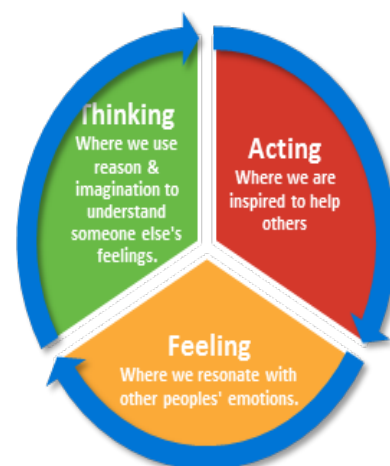 Thinking
Where we use
reason &
imagination to
understand
someone else's
feelings.
Acting
Where we are
inspired to help
others
Feeling
Where we resonate with
other peoples' emotions.